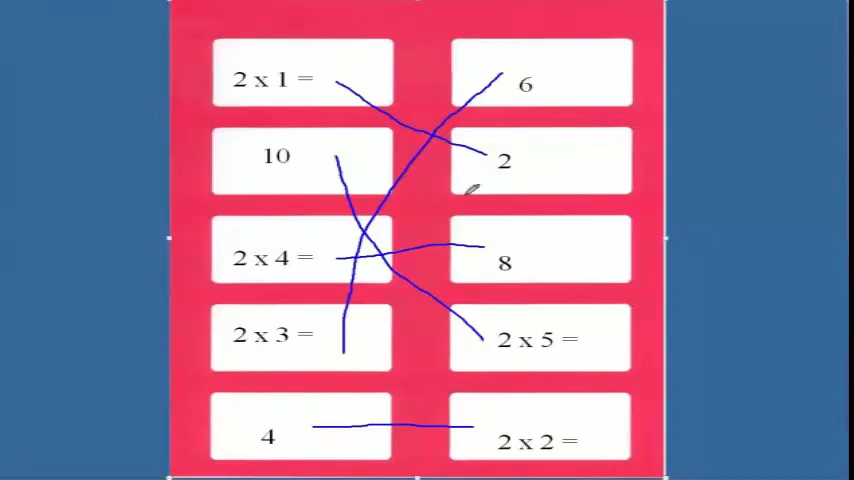 2 x 1 =
6
10
2
2 x 4 =
8
2 x 3 =
2 x 5 =
4
2 x 2 =